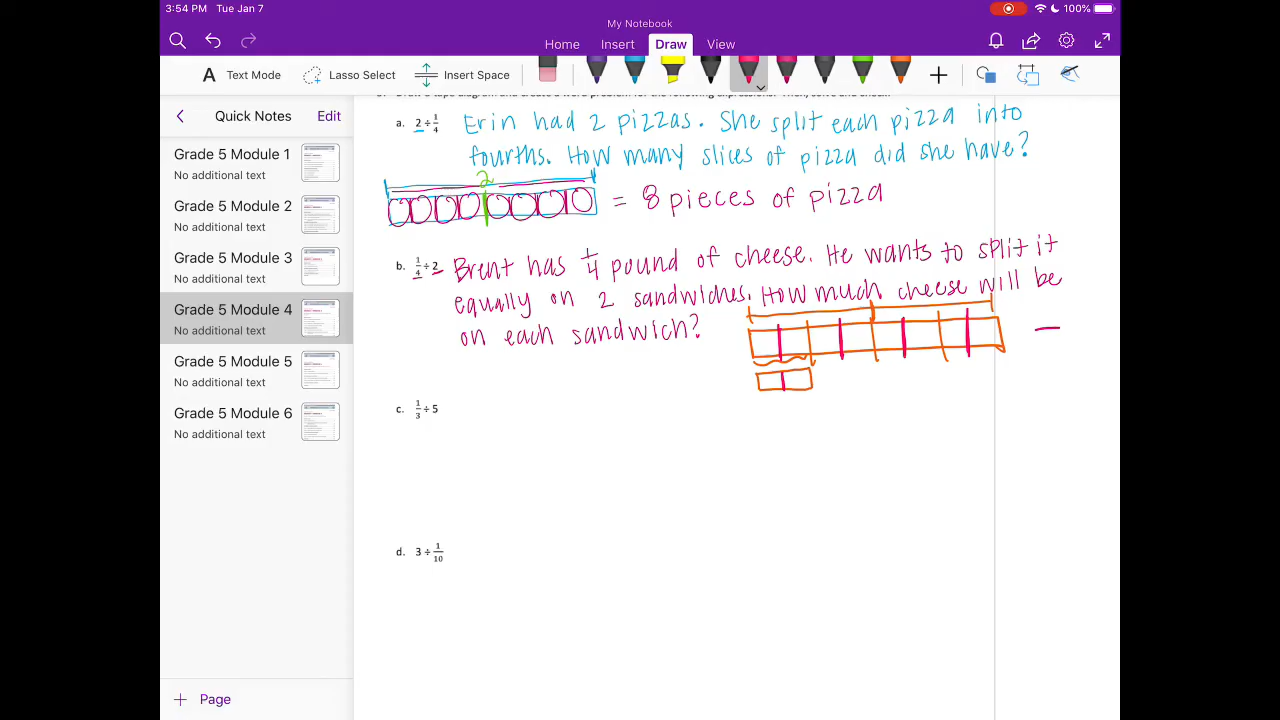 3:54 PM Tue Jan 7
100%
My Notebook
Home Insert Draw View
Text Mode Lasso Select Insert Space
Quick Notes Edit
Grade 5 Module 1
No additional text
Grade 5 Module 2
No additional text
Grade 5 Module 3
No additional text
Grade 5 Module 4
No additional text
Grade 5 Module 5
No additional text
Grade 5 Module 6
No additional text
+ Page
a. 2 ÷ 1/4 Erin had 2 pizzas. She split each pizza into
fourths. How many slices of pizza did she have?
2
= 8 pieces of pizza
b. 1/4 ÷ 2 Brent has 1/4 pound of cheese. He wants to split it
equally on 2 sandwiches. How much cheese will be
on each sandwich?
c. 1/3 ÷ 5
d. 3 ÷ 1/10